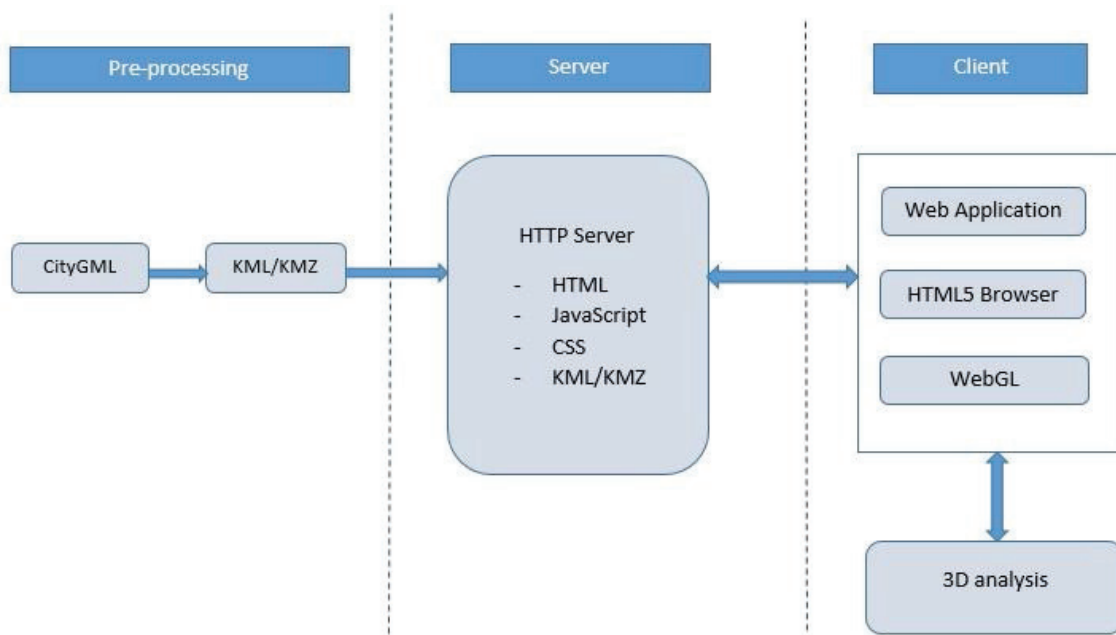 Pre-processing
Server
Client
CityGML
KML/KMZ
HTTP Server
- HTML
- JavaScript
- CSS
- KML/KMZ
Web Application
HTML5 Browser
WebGL
3D analysis